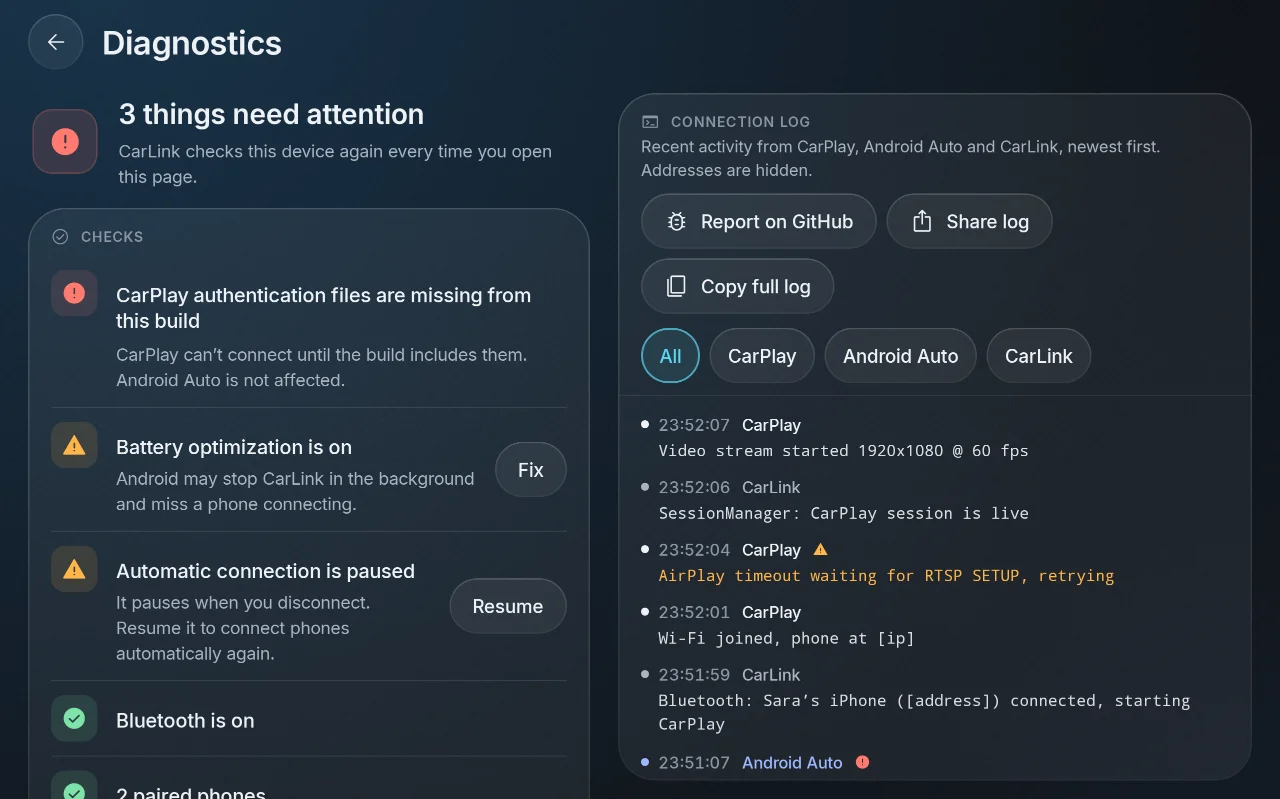 Diagnostics
3 things need attention
CarLink checks this device again every time you open
this page.
CHECKS
CarPlay authentication files are missing from
this build
CarPlay can’t connect until the build includes them.
Android Auto is not affected.
Battery optimization is on
Android may stop CarLink in the background
and miss a phone connecting.
Fix
Automatic connection is paused
It pauses when you disconnect.
Resume it to connect phones
automatically again.
Resume
Bluetooth is on
2 paired phones
CONNECTION LOG
Recent activity from CarPlay, Android Auto and CarLink, newest first.
Addresses are hidden.
Report on GitHub
Share log
Copy full log
All
CarPlay
Android Auto
CarLink
23:52:07 CarPlay
Video stream started 1920x1080 @ 60 fps
23:52:06 CarLink
SessionManager: CarPlay session is live
23:52:04 CarPlay
AirPlay timeout waiting for RTSP SETUP, retrying
23:52:01 CarPlay
Wi-Fi joined, phone at [ip]
23:51:59 CarLink
Bluetooth: Sara’s iPhone ([address]) connected, starting
CarPlay
23:51:07 Android Auto